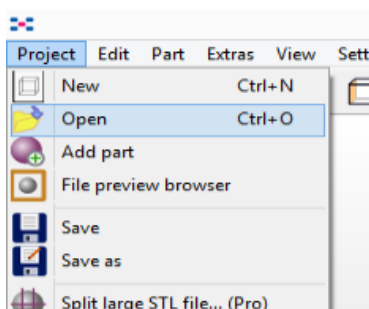 Project Edit Part Extras View Sett
New Ctrl+N
Open Ctrl+O
Add part
File preview browser
Save
Save as
Split large STL file... (Pro)